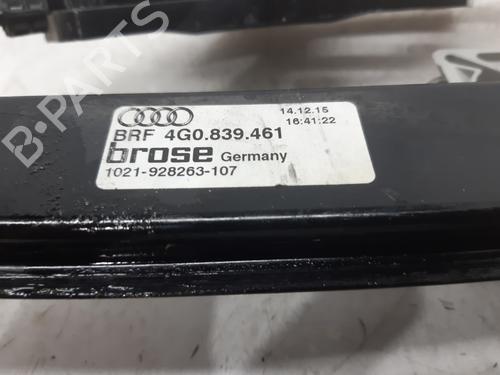 14.12.15
16:41:22
BRF 4G0.839.461
brose Germany
1021-928263-107
B-PARTS